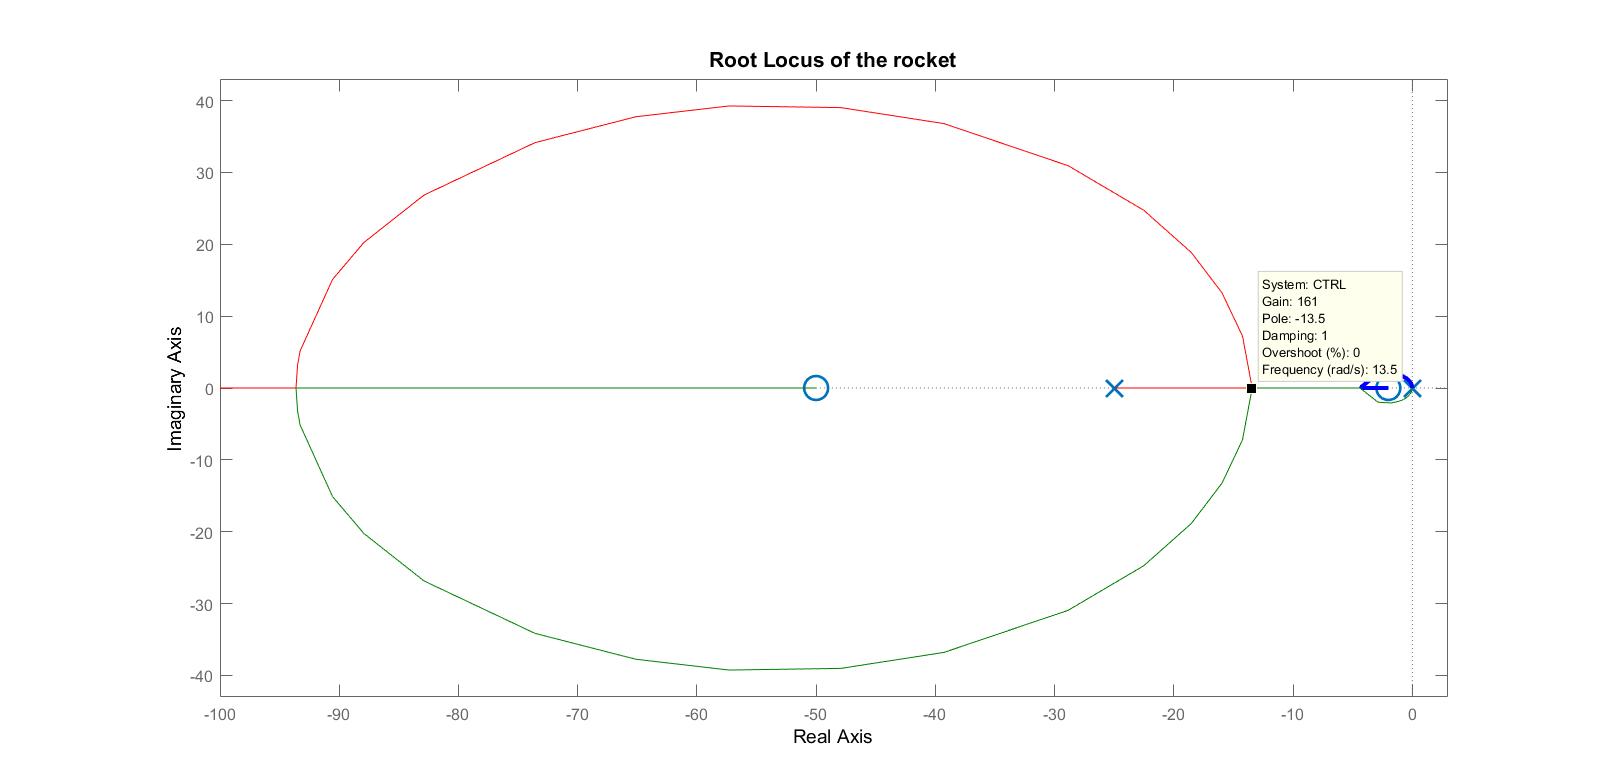 Root Locus of the rocket
40
30
20
10
0
-10
-20
-30
-40
Imaginary Axis
System: CTRL
Gain: 161
Pole: -13.5
Damping: 1
Overshoot (%): 0
Frequency (rad/s): 13.5
-100 -90 -80 -70 -60 -50 -40 -30 -20 -10 0
Real Axis